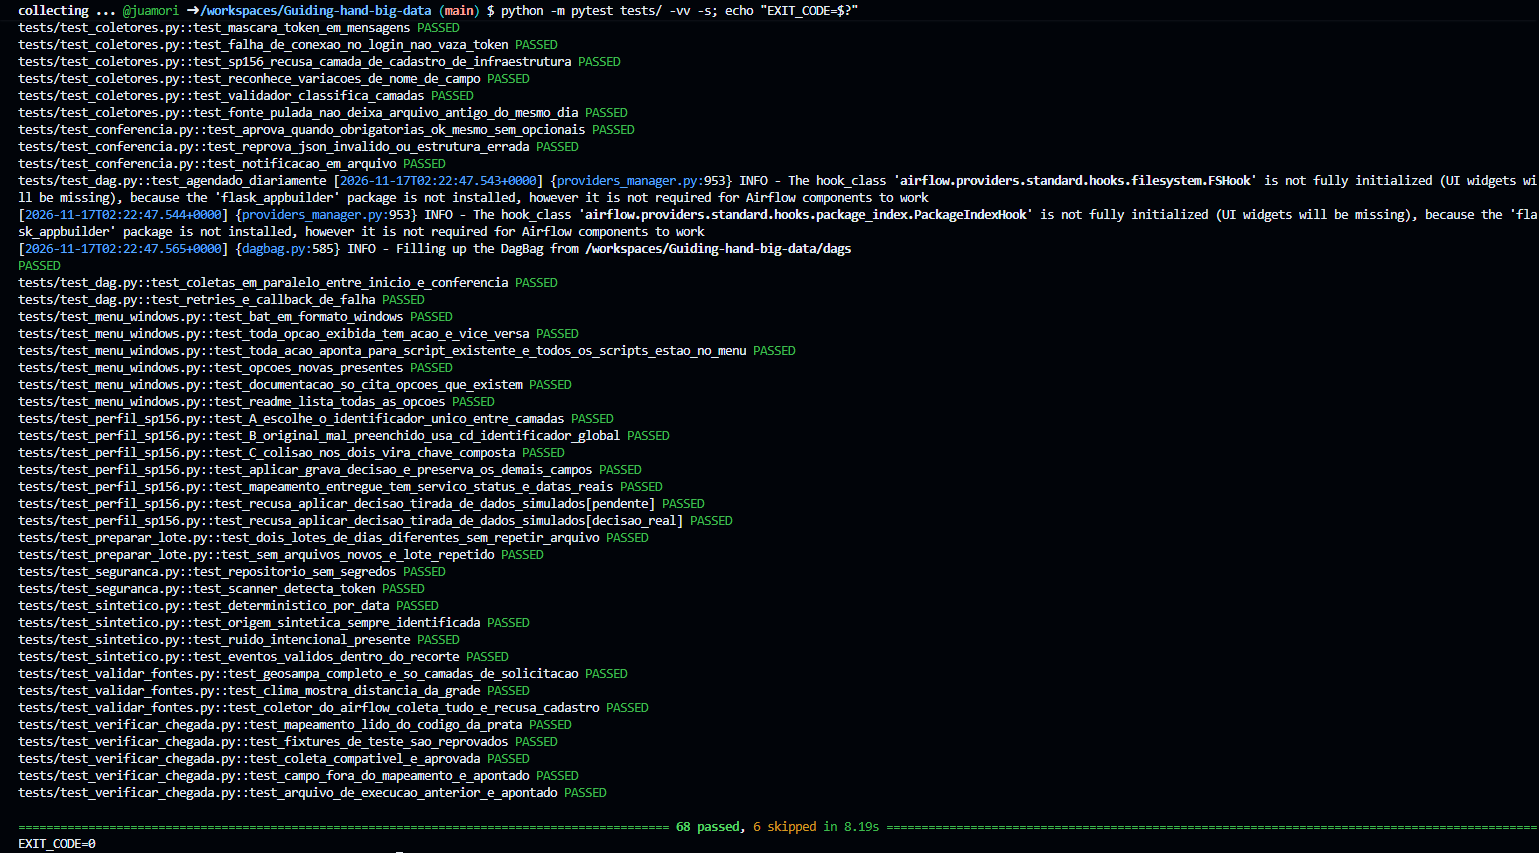 collecting ... @juamori ➜/workspaces/Guiding-hand-big-data (main) $ python -m pytest tests/ -vv -s; echo "EXIT_CODE=$?"
tests/test_coletores.py::test_mascara_token_em_mensagens PASSED
tests/test_coletores.py::test_falha_de_conexao_no_login_nao_vaza_token PASSED
tests/test_coletores.py::test_sp156_recusa_camada_de_cadastro_de_infraestrutura PASSED
tests/test_coletores.py::test_reconhece_variacoes_de_nome_de_campo PASSED
tests/test_coletores.py::test_validador_classifica_camadas PASSED
tests/test_coletores.py::test_fonte_pulada_nao_deixa_arquivo_antigo_do_mesmo_dia PASSED
tests/test_conferencia.py::test_aprova_quando_obrigatorias_ok_mesmo_sem_opcionais PASSED
tests/test_conferencia.py::test_reprova_json_invalido_ou_estrutura_errada PASSED
tests/test_conferencia.py::test_notificacao_em_arquivo PASSED
tests/test_dag.py::test_agendado_diariamente [2026-11-17T02:22:47.543+0000] {providers_manager.py:953} INFO - The hook_class 'airflow.providers.standard.hooks.filesystem.FSHook' is not fully initialized (UI widgets wi
ll be missing), because the 'flask_appbuilder' package is not installed, however it is not required for Airflow components to work
[2026-11-17T02:22:47.544+0000] {providers_manager.py:953} INFO - The hook_class 'airflow.providers.standard.hooks.package_index.PackageIndexHook' is not fully initialized (UI widgets will be missing), because the 'fla
sk_appbuilder' package is not installed, however it is not required for Airflow components to work
[2026-11-17T02:22:47.565+0000] {dagbag.py:585} INFO - Filling up the DagBag from /workspaces/Guiding-hand-big-data/dags
PASSED
tests/test_dag.py::test_coletas_em_paralelo_entre_inicio_e_conferencia PASSED
tests/test_dag.py::test_retries_e_callback_de_falha PASSED
tests/test_menu_windows.py::test_bat_em_formato_windows PASSED
tests/test_menu_windows.py::test_toda_opcao_exibida_tem_acao_e_vice_versa PASSED
tests/test_menu_windows.py::test_toda_acao_aponta_para_script_existente_e_todos_os_scripts_estao_no_menu PASSED
tests/test_menu_windows.py::test_opcoes_novas_presentes PASSED
tests/test_menu_windows.py::test_documentacao_so_cita_opcoes_que_existem PASSED
tests/test_menu_windows.py::test_readme_lista_todas_as_opcoes PASSED
tests/test_perfil_sp156.py::test_A_escolhe_o_identificador_unico_entre_camadas PASSED
tests/test_perfil_sp156.py::test_B_original_mal_preenchido_usa_cd_identificador_global PASSED
tests/test_perfil_sp156.py::test_C_colisao_nos_dois_vira_chave_composta PASSED
tests/test_perfil_sp156.py::test_aplicar_grava_decisao_e_preserva_os_demais_campos PASSED
tests/test_perfil_sp156.py::test_mapeamento_entregue_tem_servico_status_e_datas_reais PASSED
tests/test_perfil_sp156.py::test_recusa_aplicar_decisao_tirada_de_dados_simulados[pendente] PASSED
tests/test_perfil_sp156.py::test_recusa_aplicar_decisao_tirada_de_dados_simulados[decisao_real] PASSED
tests/test_preparar_lote.py::test_dois_lotes_de_dias_diferentes_sem_repetir_arquivo PASSED
tests/test_preparar_lote.py::test_sem_arquivos_novos_e_lote_repetido PASSED
tests/test_seguranca.py::test_repositorio_sem_segredos PASSED
tests/test_seguranca.py::test_scanner_detecta_token PASSED
tests/test_sintetico.py::test_deterministico_por_data PASSED
tests/test_sintetico.py::test_origem_sintetica_sempre_identificada PASSED
tests/test_sintetico.py::test_ruido_intencional_presente PASSED
tests/test_sintetico.py::test_eventos_validos_dentro_do_recorte PASSED
tests/test_validar_fontes.py::test_geosampa_completo_e_so_camadas_de_solicitacao PASSED
tests/test_validar_fontes.py::test_clima_mostra_distancia_da_grade PASSED
tests/test_validar_fontes.py::test_coletor_do_airflow_coleta_tudo_e_recusa_cadastro PASSED
tests/test_verificar_chegada.py::test_mapeamento_lido_do_codigo_da_prata PASSED
tests/test_verificar_chegada.py::test_fixtures_de_teste_sao_reprovados PASSED
tests/test_verificar_chegada.py::test_coleta_compativel_e_aprovada PASSED
tests/test_verificar_chegada.py::test_campo_fora_do_mapeamento_e_apontado PASSED
tests/test_verificar_chegada.py::test_arquivo_de_execucao_anterior_e_apontado PASSED
68 passed, 6 skipped in 8.19s
EXIT_CODE=0